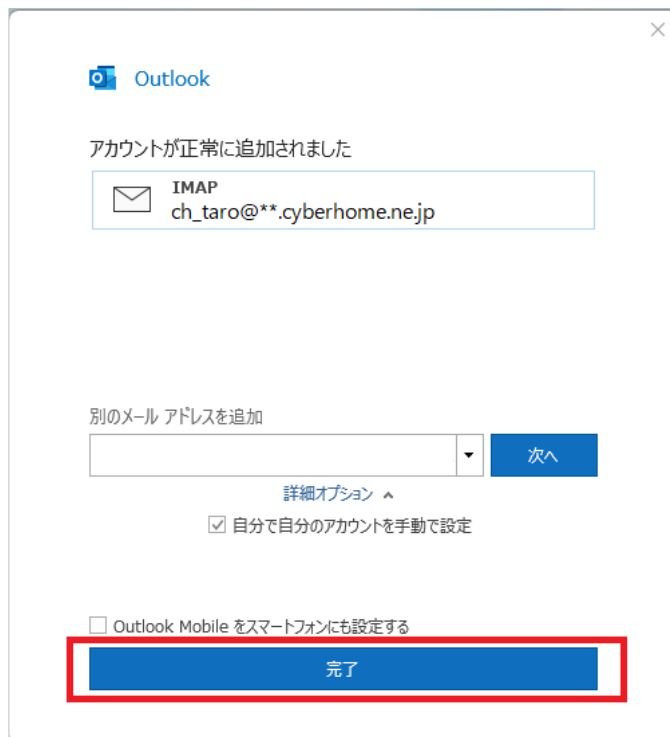 Outlook
アカウントが正常に追加されました
IMAP
ch_taro@**.cyberhome.ne.jp
別のメール アドレスを追加
次へ
詳細オプション
自分で自分のアカウントを手動で設定
Outlook Mobile をスマートフォンにも設定する
完了